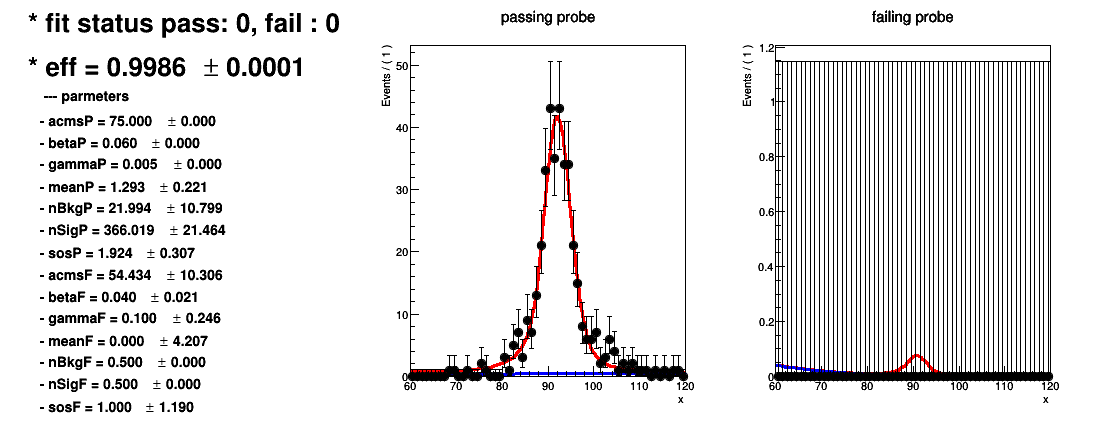 * fit status pass: 0, fail : 0
* eff = 0.9986 ± 0.0001
--- parmeters
- acmsP = 75.000 ± 0.000
- betaP = 0.060 ± 0.000
- gammaP = 0.005 ± 0.000
- meanP = 1.293 ± 0.221
- nBkgP = 21.994 ± 10.799
- nSigP = 366.019 ± 21.464
- sosP = 1.924 ± 0.307
- acmsF = 54.434 ± 10.306
- betaF = 0.040 ± 0.021
- gammaF = 0.100 ± 0.246
- meanF = 0.000 ± 4.207
- nBkgF = 0.500 ± 0.000
- nSigF = 0.500 ± 0.000
- sosF = 1.000 ± 1.190
passing probe
Events / ( 1 )
50
40
30
20
10
0
60 70 80 90 100 110 120
x
failing probe
Events / ( 1 )
1.2
1
0.8
0.6
0.4
0.2
0
60 70 80 90 100 110 120
x